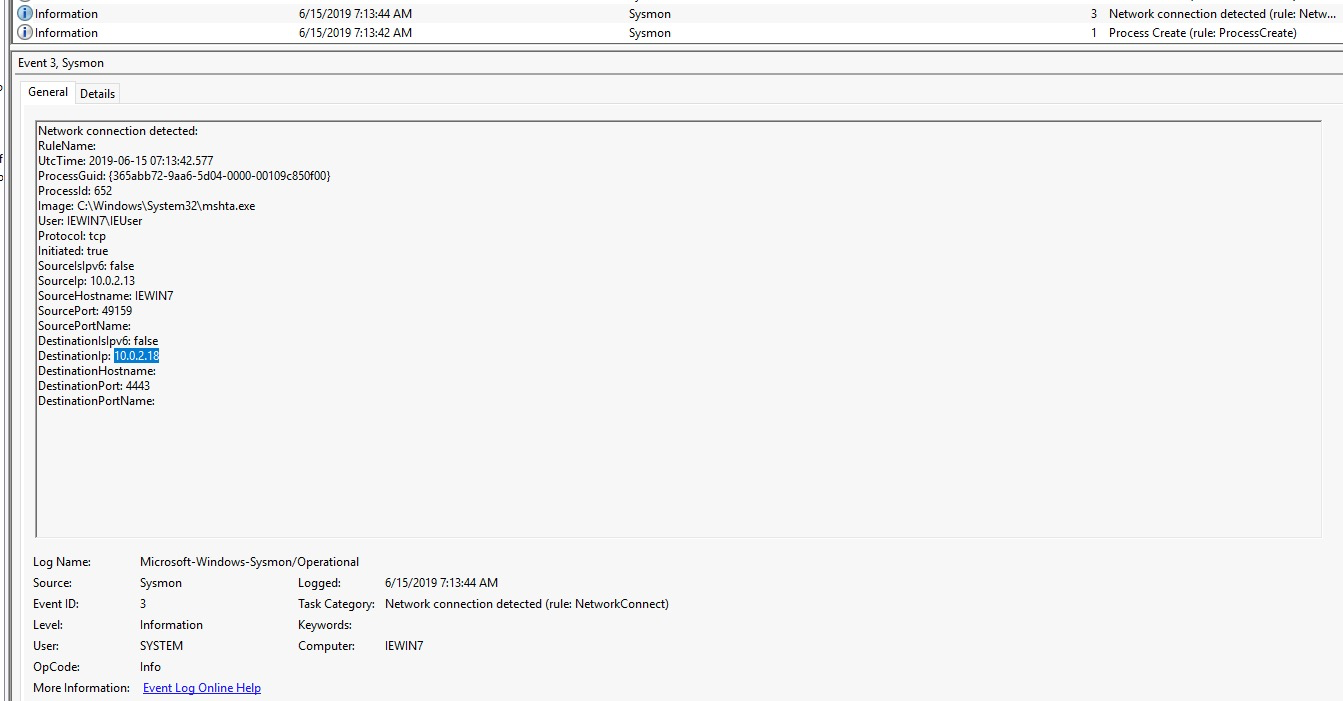 Information 6/15/2019 7:13:44 AM Sysmon 3 Network connection detected (rule: Netw...
Information 6/15/2019 7:13:42 AM Sysmon 1 Process Create (rule: ProcessCreate)
Event 3, Sysmon
General Details
Network connection detected:
RuleName:
UtcTime: 2019-06-15 07:13:42.577
ProcessGuid: {365abb72-9aa6-5d04-0000-00109c850f00}
ProcessId: 652
Image: C:\Windows\System32\mshta.exe
User: IEWIN7\IEUser
Protocol: tcp
Initiated: true
SourceIsIpv6: false
SourceIp: 10.0.2.13
SourceHostname: IEWIN7
SourcePort: 49159
SourcePortName:
DestinationIsIpv6: false
DestinationIp: 10.0.2.18
DestinationHostname:
DestinationPort: 4443
DestinationPortName:
Log Name: Microsoft-Windows-Sysmon/Operational
Source: Sysmon Logged: 6/15/2019 7:13:44 AM
Event ID: 3 Task Category: Network connection detected (rule: NetworkConnect)
Level: Information Keywords:
User: SYSTEM Computer: IEWIN7
OpCode: Info
More Information: Event Log Online Help